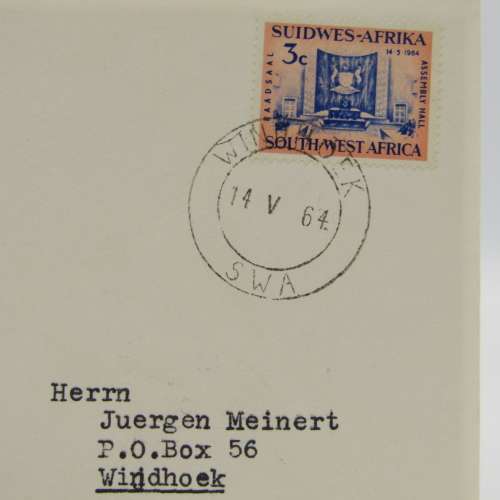 SUIDWES-AFRIKA
3c
14·5·1964
RAADSAAL
ASSEMBLY HALL
SOUTH WEST AFRICA
WINDHOEK
14 V 64
SWA
Herrn
Juergen Meinert
P.O.Box 56
Windhoek